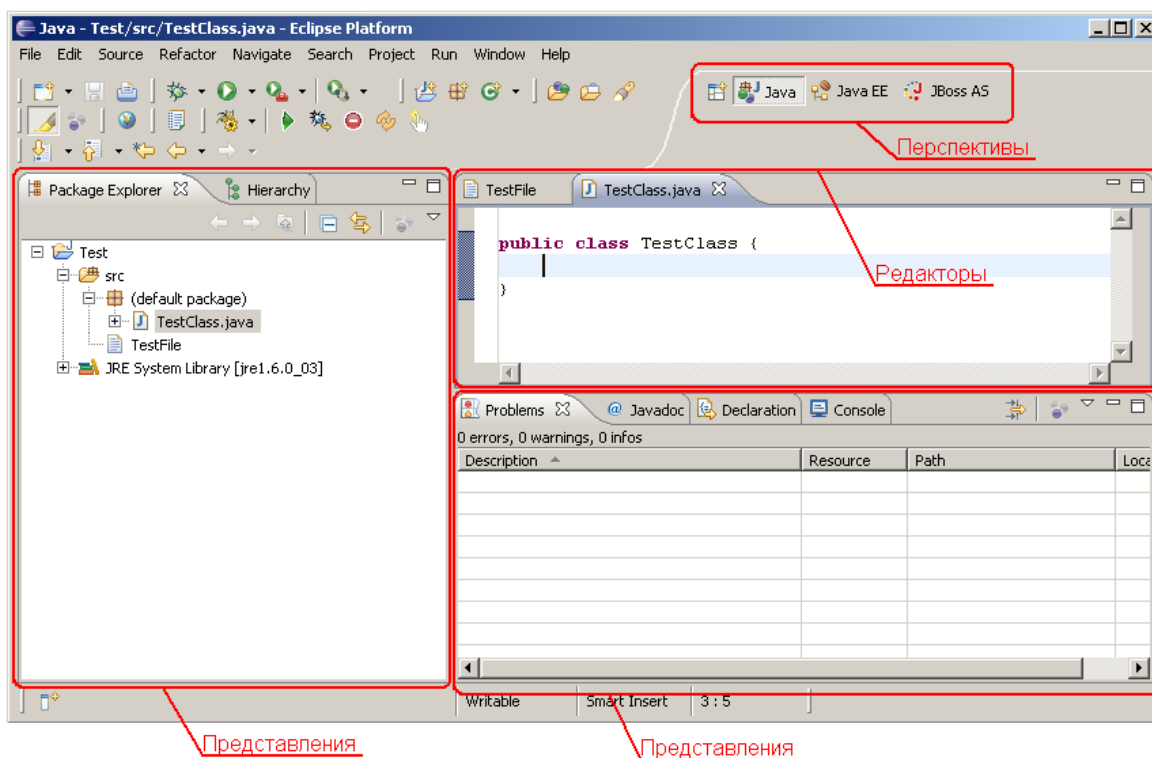 Java - Test/src/TestClass.java - Eclipse Platform
File Edit Source Refactor Navigate Search Project Run Window Help
Java Java EE JBoss AS
Перспективы
Package Explorer Hierarchy
TestFile TestClass.java
Test
src
(default package)
TestClass.java
TestFile
JRE System Library [jre1.6.0_03]
public class TestClass {
}
Редакторы
Problems @ Javadoc Declaration Console
0 errors, 0 warnings, 0 infos
Description Resource Path Loca
Writable Smart Insert 3 : 5
Представления
Представления